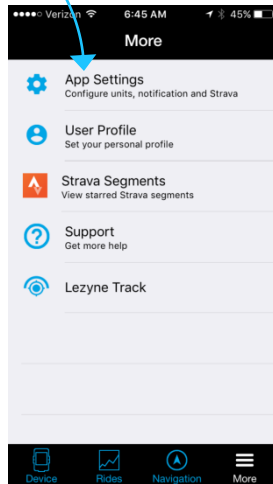 Verizon 6:45 AM 45%
More
App Settings
Configure units, notification and Strava
User Profile
Set your personal profile
Strava Segments
View starred Strava segments
Support
Get more help
Lezyne Track
Device Rides Navigation More